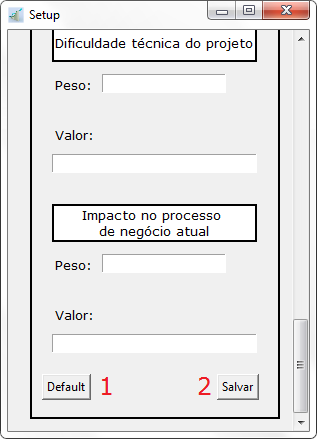 Setup
Dificuldade técnica do projeto
Peso:
Valor:
Impacto no processo
de negócio atual
Peso:
Valor:
Default 1 2 Salvar